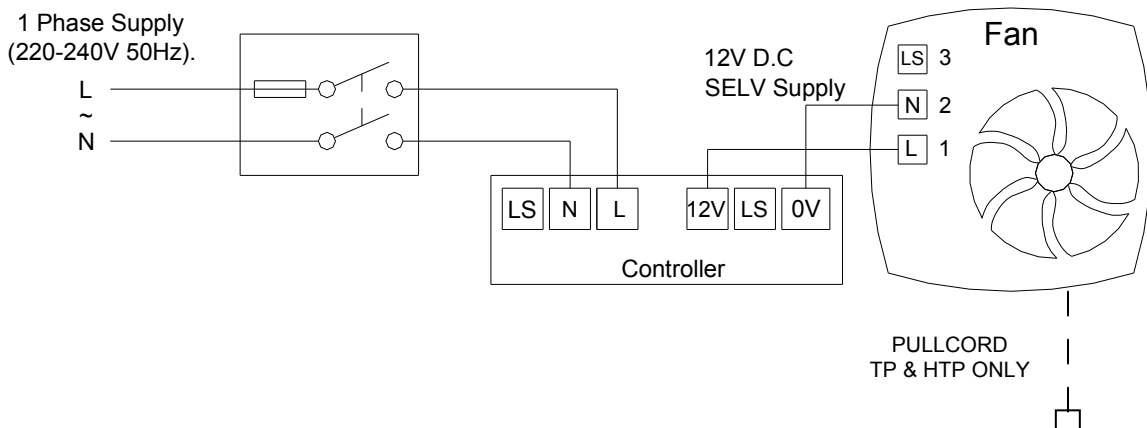 1 Phase Supply
(220-240V 50Hz).
L
~
N
12V D.C
SELV Supply
Fan
LS 3
N 2
L 1
LS N L 12V LS 0V
Controller
PULLCORD
TP & HTP ONLY